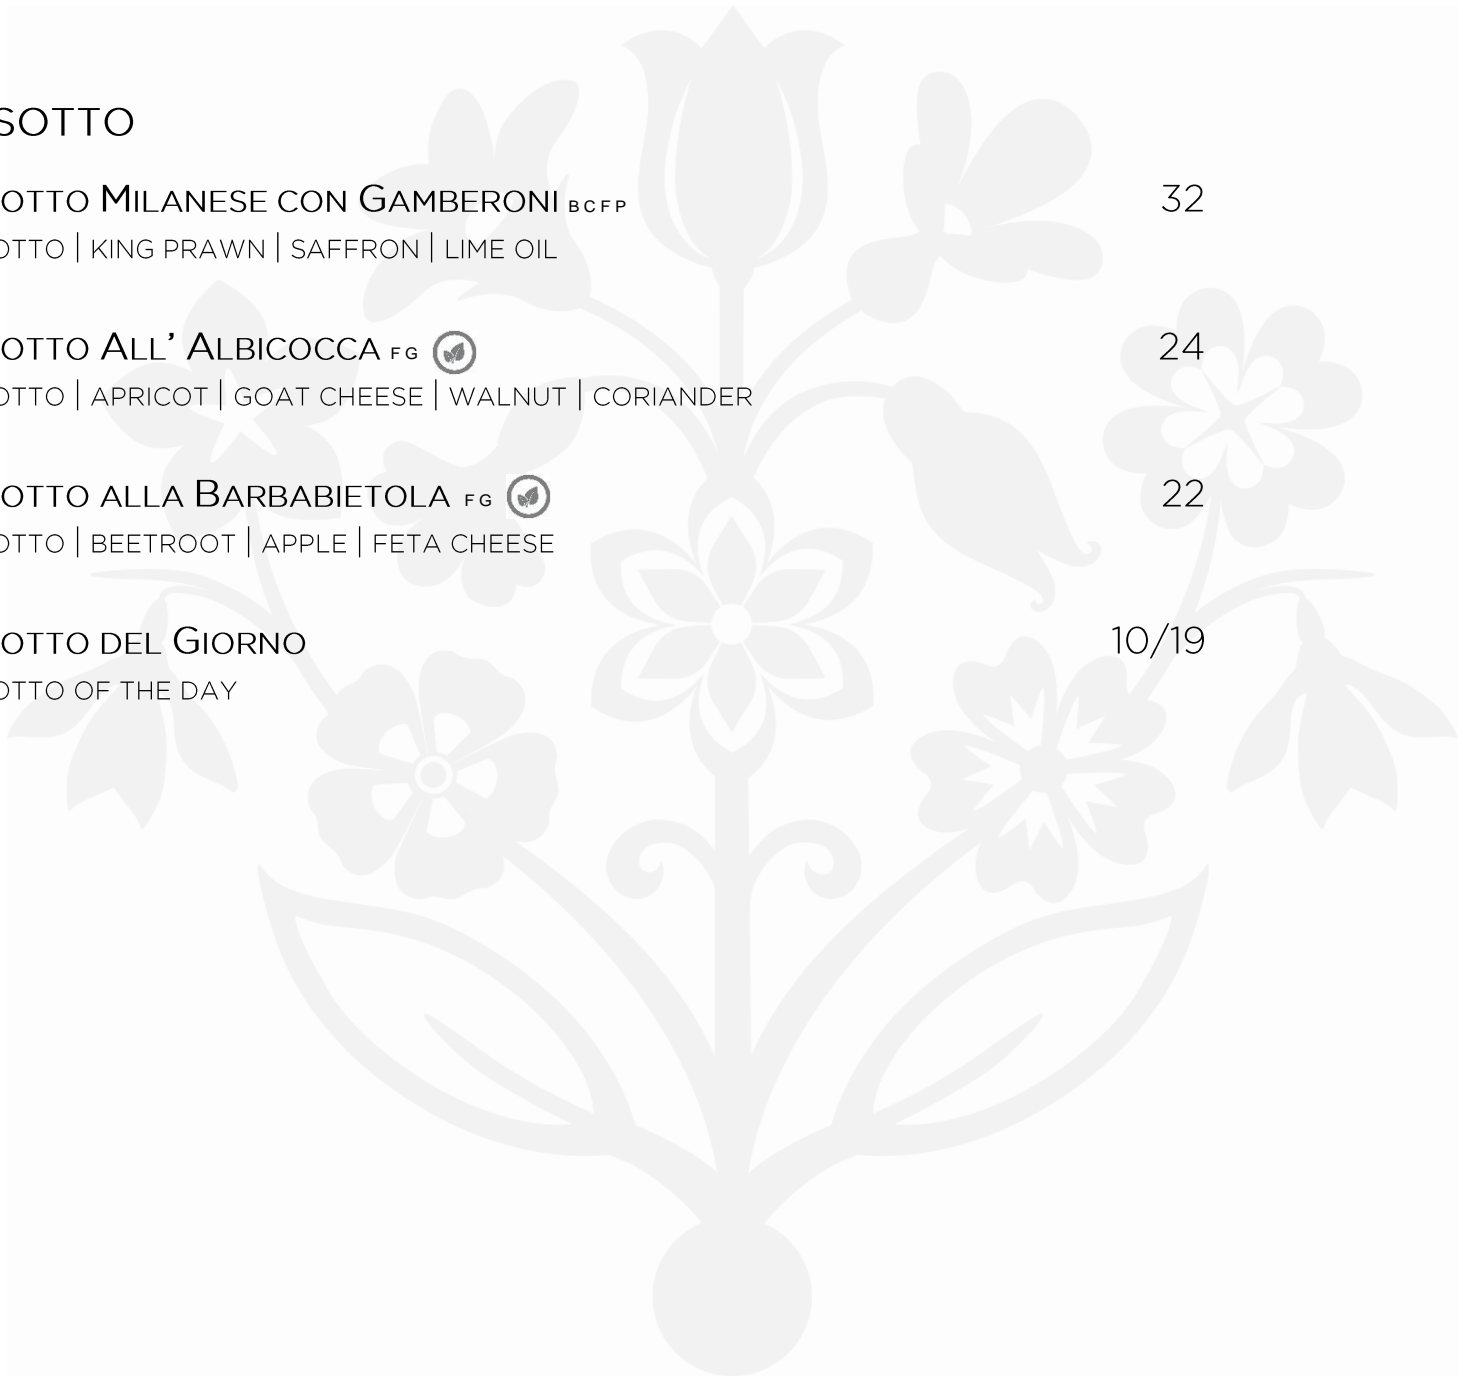 SOTTO
OTTO MILANESE CON GAMBERONI BCFP 32
OTTO | KING PRAWN | SAFFRON | LIME OIL
OTTO ALL’ ALBICOCCA FG 24
OTTO | APRICOT | GOAT CHEESE | WALNUT | CORIANDER
OTTO ALLA BARBABIETOLA FG 22
OTTO | BEETROOT | APPLE | FETA CHEESE
OTTO DEL GIORNO 10/19
OTTO OF THE DAY